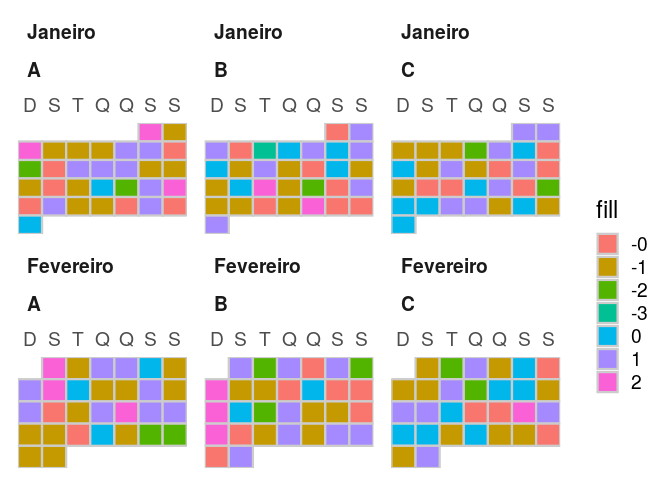 Janeiro Janeiro Janeiro
A B C
D S T Q Q S S D S T Q Q S S D S T Q Q S S
Fevereiro Fevereiro Fevereiro
A B C
D S T Q Q S S D S T Q Q S S D S T Q Q S S
fill
-0
-1
-2
-3
0
1
2